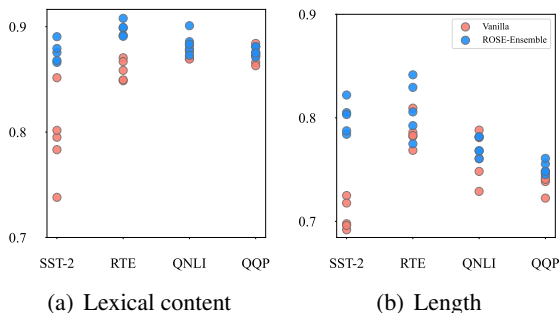 0.9
0.8
0.7
SST-2 RTE QNLI QQP
(a) Lexical content
Vanilla
ROSE-Ensemble
0.9
0.8
0.7
SST-2 RTE QNLI QQP
(b) Length